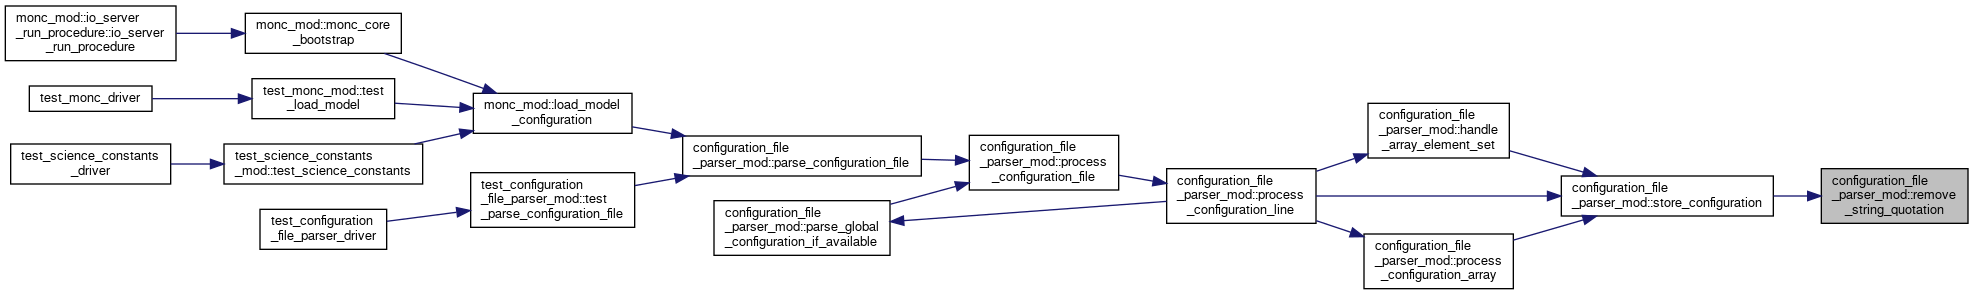 monc_mod::io_server
_run_procedure::io_server
_run_procedure
monc_mod::monc_core
_bootstrap
test_monc_driver
test_monc_mod::test
_load_model
test_science_constants
_driver
test_science_constants
_mod::test_science_constants
monc_mod::load_model
_configuration
test_configuration
_file_parser_driver
test_configuration
_file_parser_mod::test
_parse_configuration_file
configuration_file
_parser_mod::parse_configuration_file
configuration_file
_parser_mod::parse_global
_configuration_if_available
configuration_file
_parser_mod::process
_configuration_file
configuration_file
_parser_mod::process
_configuration_line
configuration_file
_parser_mod::handle
_array_element_set
configuration_file
_parser_mod::process
_configuration_array
configuration_file
_parser_mod::store_configuration
configuration_file
_parser_mod::remove
_string_quotation